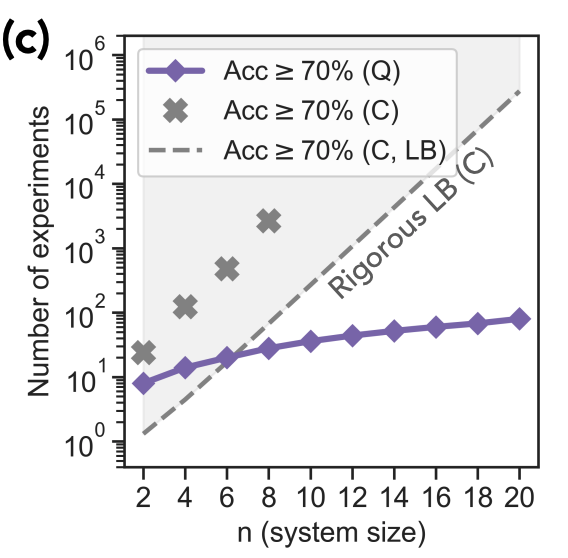 (c)
Number of experiments
10^6
10^5
10^4
10^3
10^2
10^1
10^0
Acc ≥ 70% (Q)
Acc ≥ 70% (C)
Acc ≥ 70% (C, LB)
Rigorous LB (C)
2 4 6 8 10 12 14 16 18 20
n (system size)